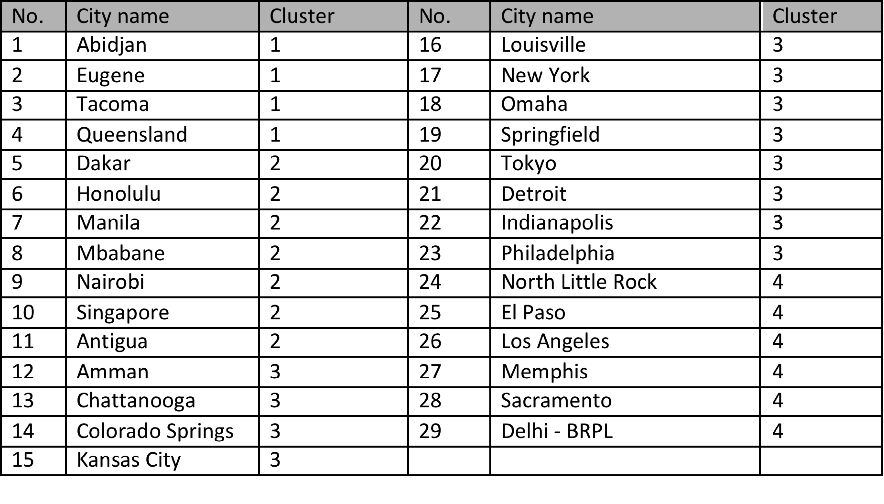 No. City name Cluster No. City name Cluster
1 Abidjan 1 16 Louisville 3
2 Eugene 1 17 New York 3
3 Tacoma 1 18 Omaha 3
4 Queensland 1 19 Springfield 3
5 Dakar 2 20 Tokyo 3
6 Honolulu 2 21 Detroit 3
7 Manila 2 22 Indianapolis 3
8 Mbabane 2 23 Philadelphia 3
9 Nairobi 2 24 North Little Rock 4
10 Singapore 2 25 El Paso 4
11 Antigua 2 26 Los Angeles 4
12 Amman 3 27 Memphis 4
13 Chattanooga 3 28 Sacramento 4
14 Colorado Springs 3 29 Delhi - BRPL 4
15 Kansas City 3